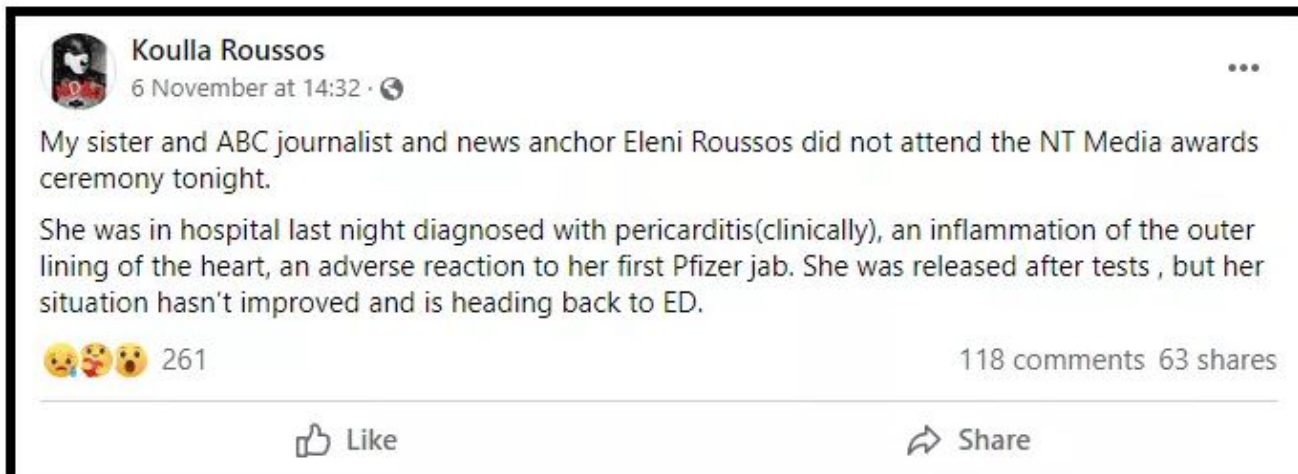 Koulla Roussos
6 November at 14:32 ·
My sister and ABC journalist and news anchor Eleni Roussos did not attend the NT Media awards
ceremony tonight.
She was in hospital last night diagnosed with pericarditis(clinically), an inflammation of the outer
lining of the heart, an adverse reaction to her first Pfizer jab. She was released after tests , but her
situation hasn't improved and is heading back to ED.
261
118 comments 63 shares
Like
Share